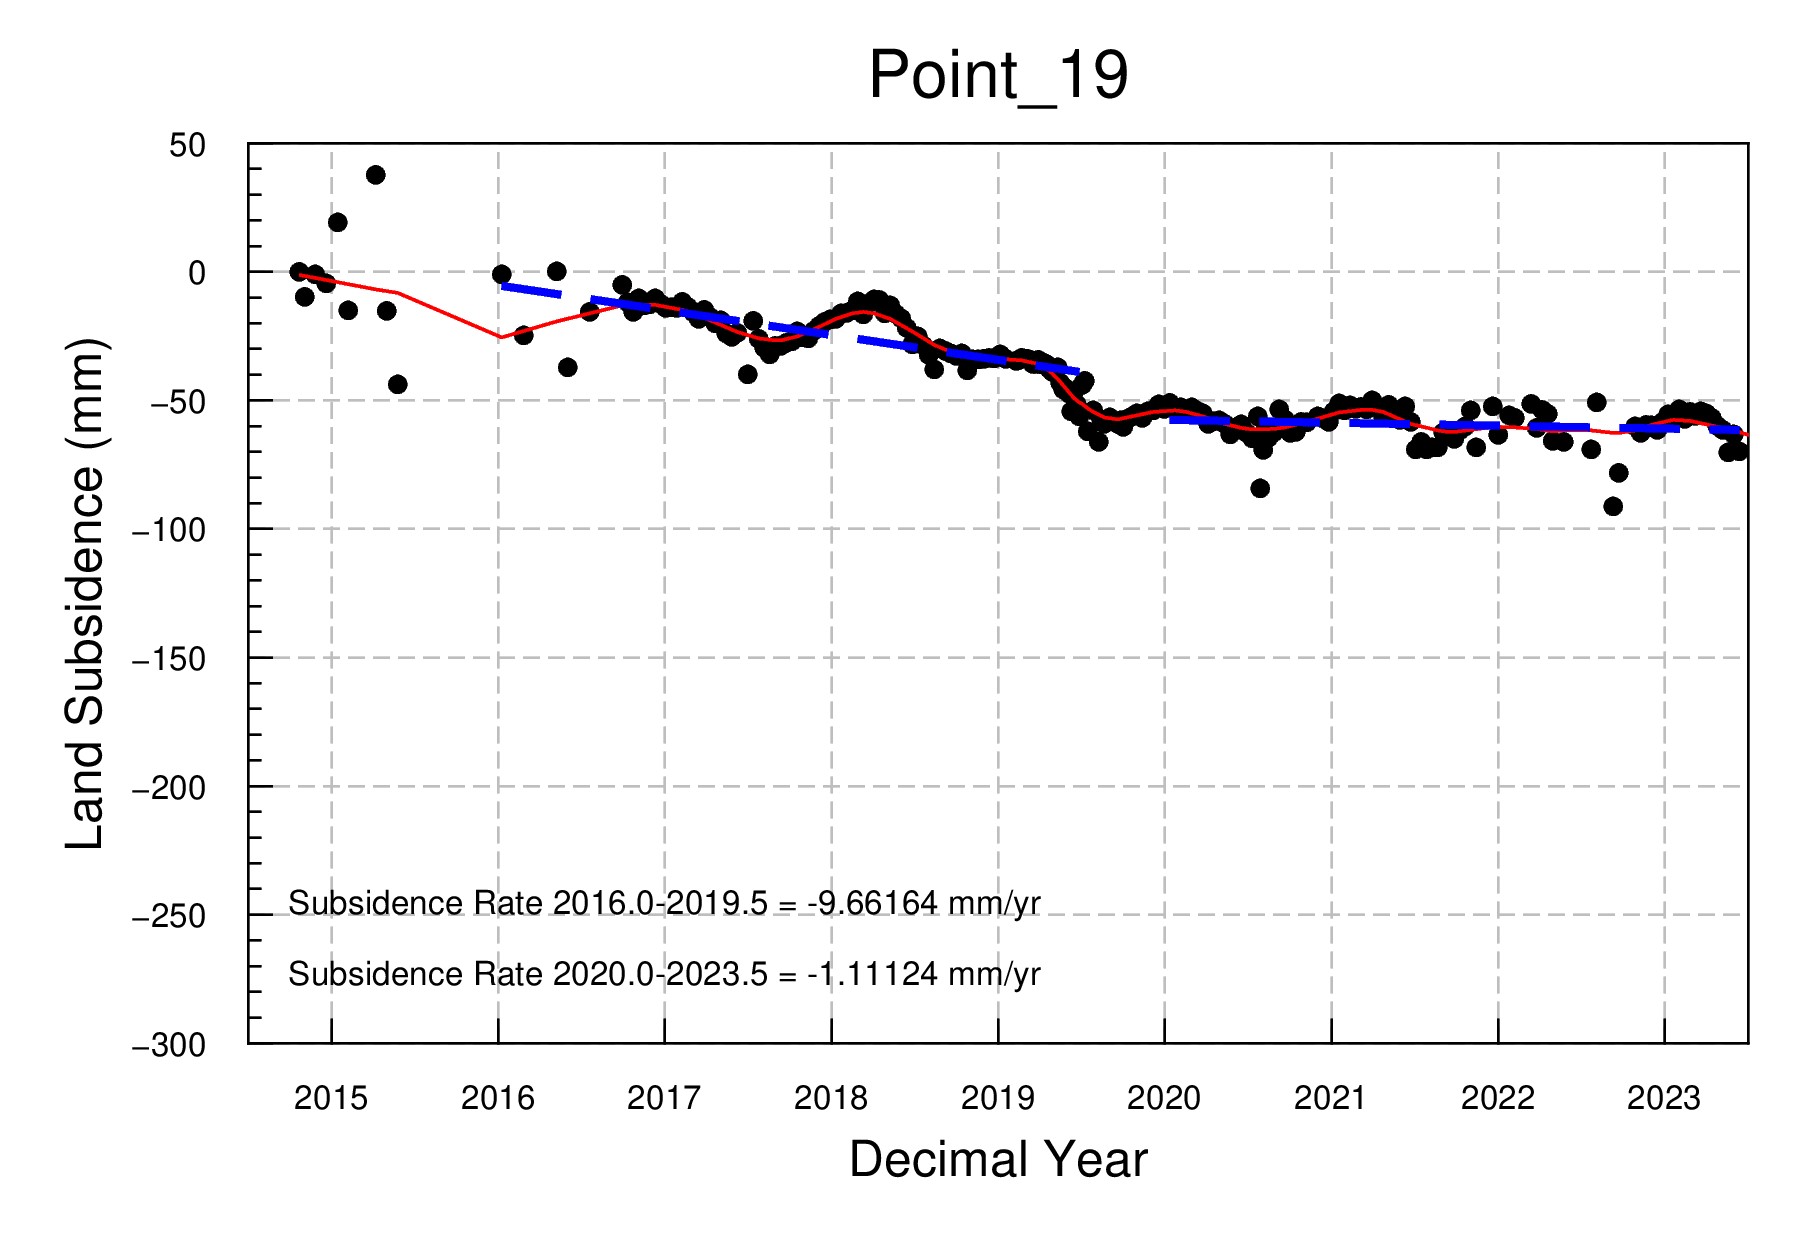 Point_19
50
0
−50
−100
−150
−200
−250
−300
Land Subsidence (mm)
Subsidence Rate 2016.0-2019.5 = -9.66164 mm/yr
Subsidence Rate 2020.0-2023.5 = -1.11124 mm/yr
2015 2016 2017 2018 2019 2020 2021 2022 2023
Decimal Year